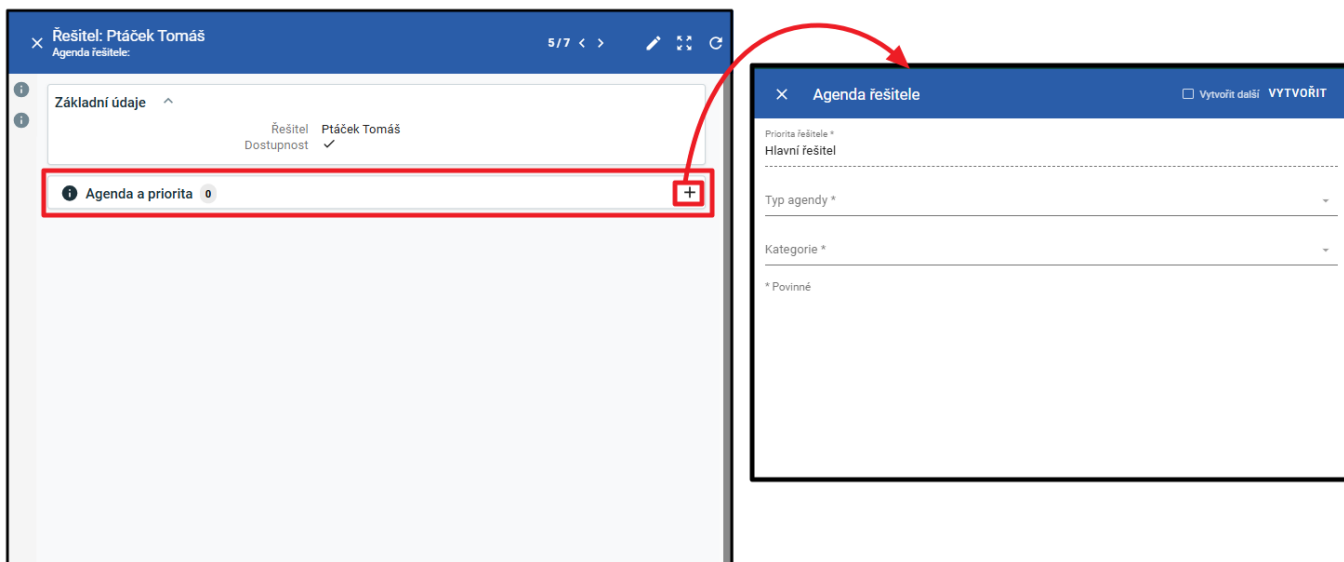 Řešitel: Ptáček Tomáš
Agenda řešitele:
5/7
Základní údaje
Řešitel Ptáček Tomáš
Dostupnost
Agenda a priorita 0
Agenda řešitele
Vytvořit další VYTVOŘIT
Priorita řešitele *
Hlavní řešitel
Typ agendy *
Kategorie *
* Povinné